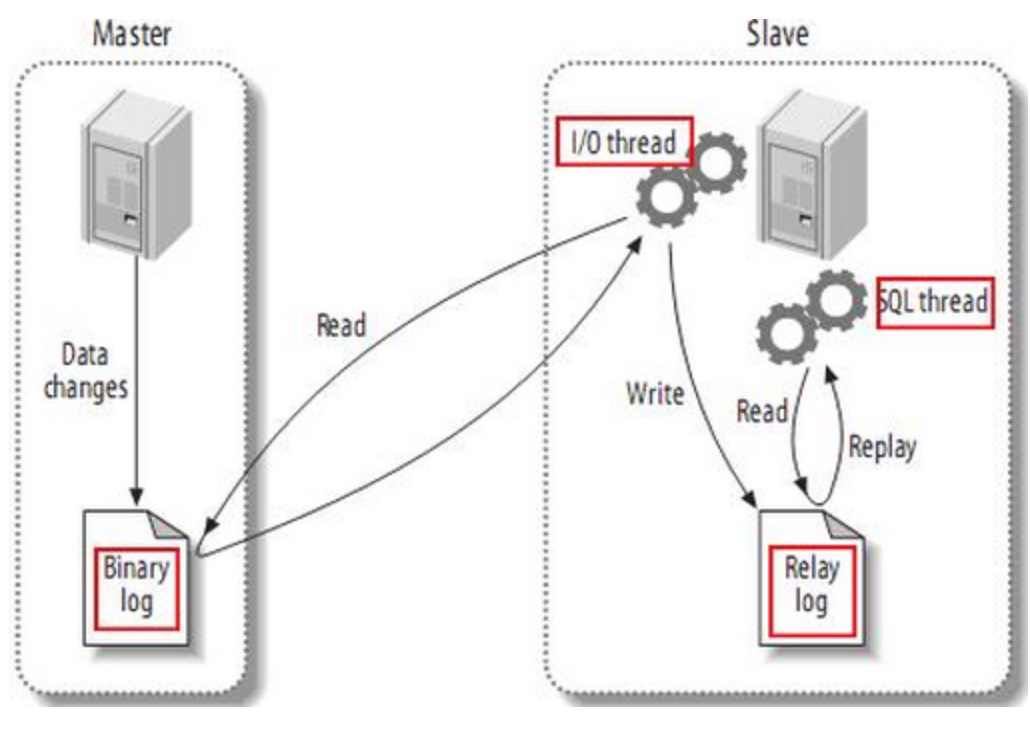 Master
Slave
I/O thread
SQL thread
Read
Data
changes
Write
Read
Replay
Binary
log
Relay
log